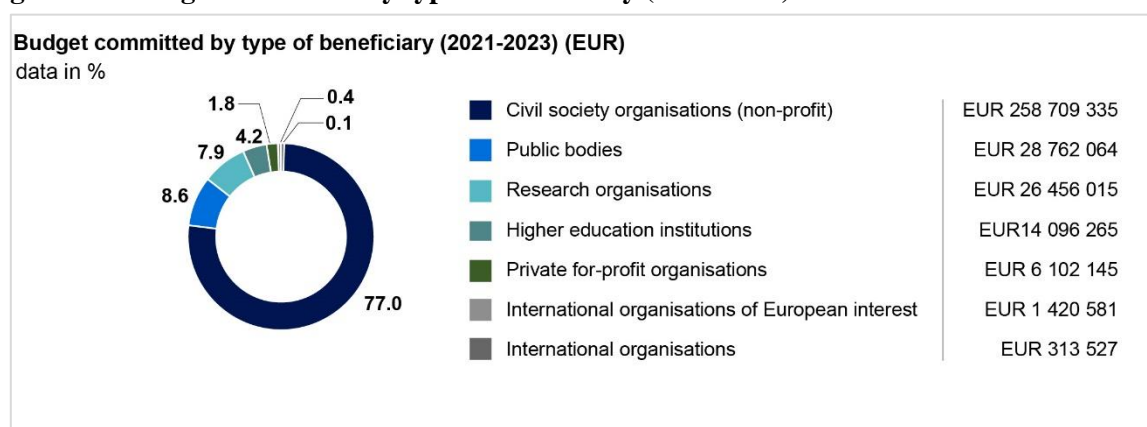 Budget committed by type of beneficiary (2021-2023) (EUR)
data in %
1.8
0.4
0.1
4.2
7.9
8.6
77.0
Civil society organisations (non-profit) EUR 258 709 335
Public bodies EUR 28 762 064
Research organisations EUR 26 456 015
Higher education institutions EUR14 096 265
Private for-profit organisations EUR 6 102 145
International organisations of European interest EUR 1 420 581
International organisations EUR 313 527